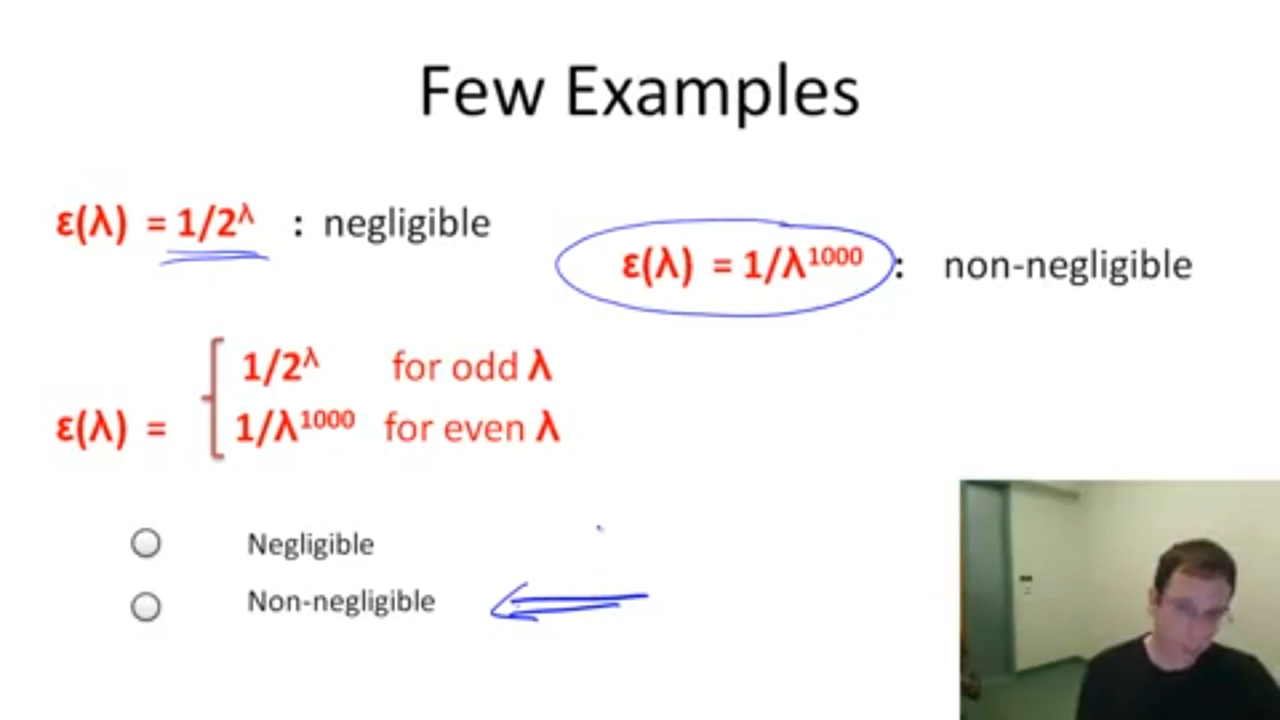 Few Examples
ε(λ) = 1/2^λ : negligible
ε(λ) = 1/λ^1000 : non-negligible
ε(λ) = { 1/2^λ for odd λ
1/λ^1000 for even λ
Negligible
Non-negligible